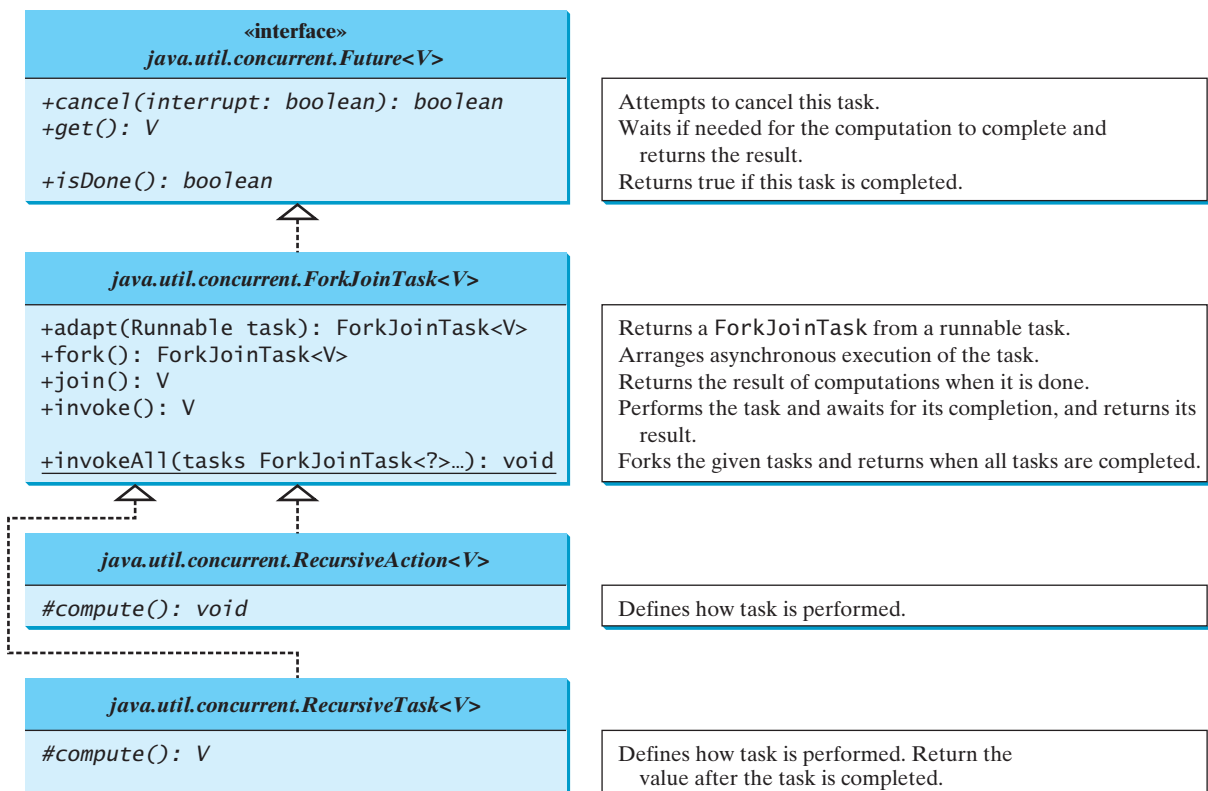 «interface»
java.util.concurrent.Future<V>
+cancel(interrupt: boolean): boolean
+get(): V
+isDone(): boolean
Attempts to cancel this task.
Waits if needed for the computation to complete and
returns the result.
Returns true if this task is completed.
java.util.concurrent.ForkJoinTask<V>
+adapt(Runnable task): ForkJoinTask<V>
+fork(): ForkJoinTask<V>
+join(): V
+invoke(): V
+invokeAll(tasks ForkJoinTask<?>…): void
Returns a ForkJoinTask from a runnable task.
Arranges asynchronous execution of the task.
Returns the result of computations when it is done.
Performs the task and awaits for its completion, and returns its
result.
Forks the given tasks and returns when all tasks are completed.
java.util.concurrent.RecursiveAction<V>
#compute(): void
Defines how task is performed.
java.util.concurrent.RecursiveTask<V>
#compute(): V
Defines how task is performed. Return the
value after the task is completed.